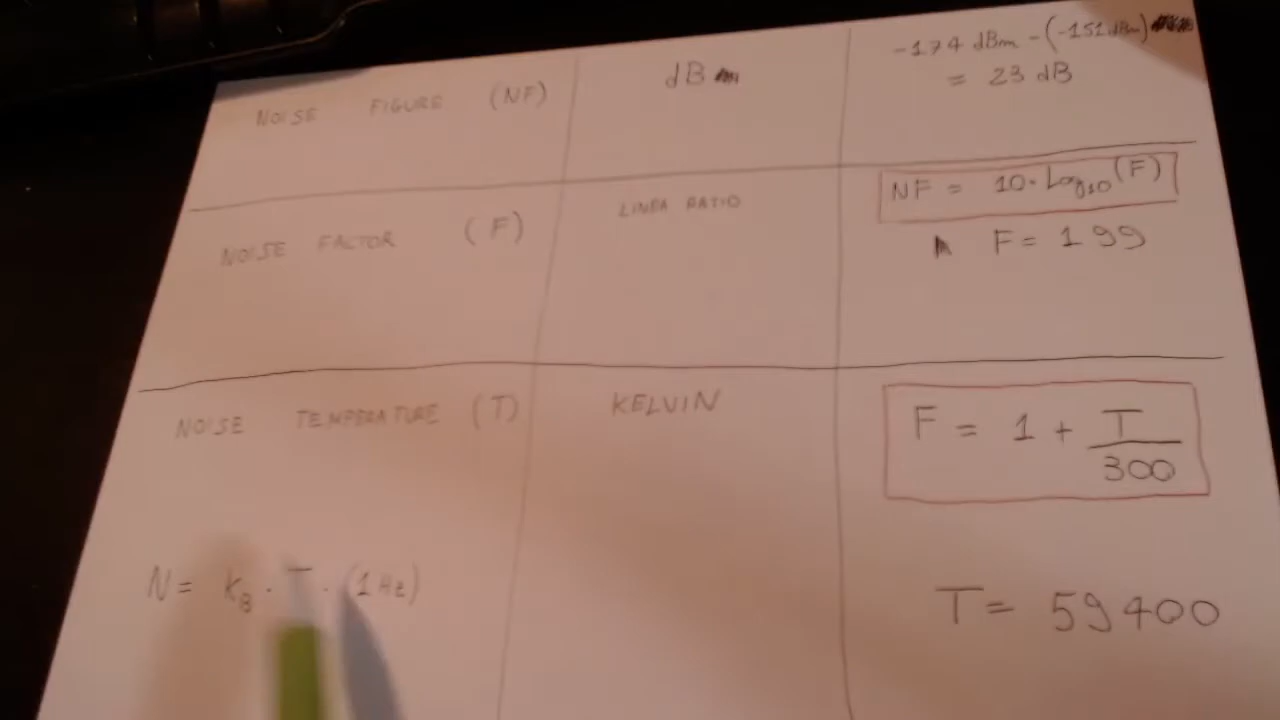 NOISE FIGURE (NF)
dB
-174 dBm - (-151 dBm)
= 23 dB
NOISE FACTOR (F)
LINEA RATIO
NF = 10·Log10(F)
F = 199
NOISE TEMPERATURE (T)
KELVIN
F = 1 + T/300
N = kB · T · (1 Hz)
T = 59400